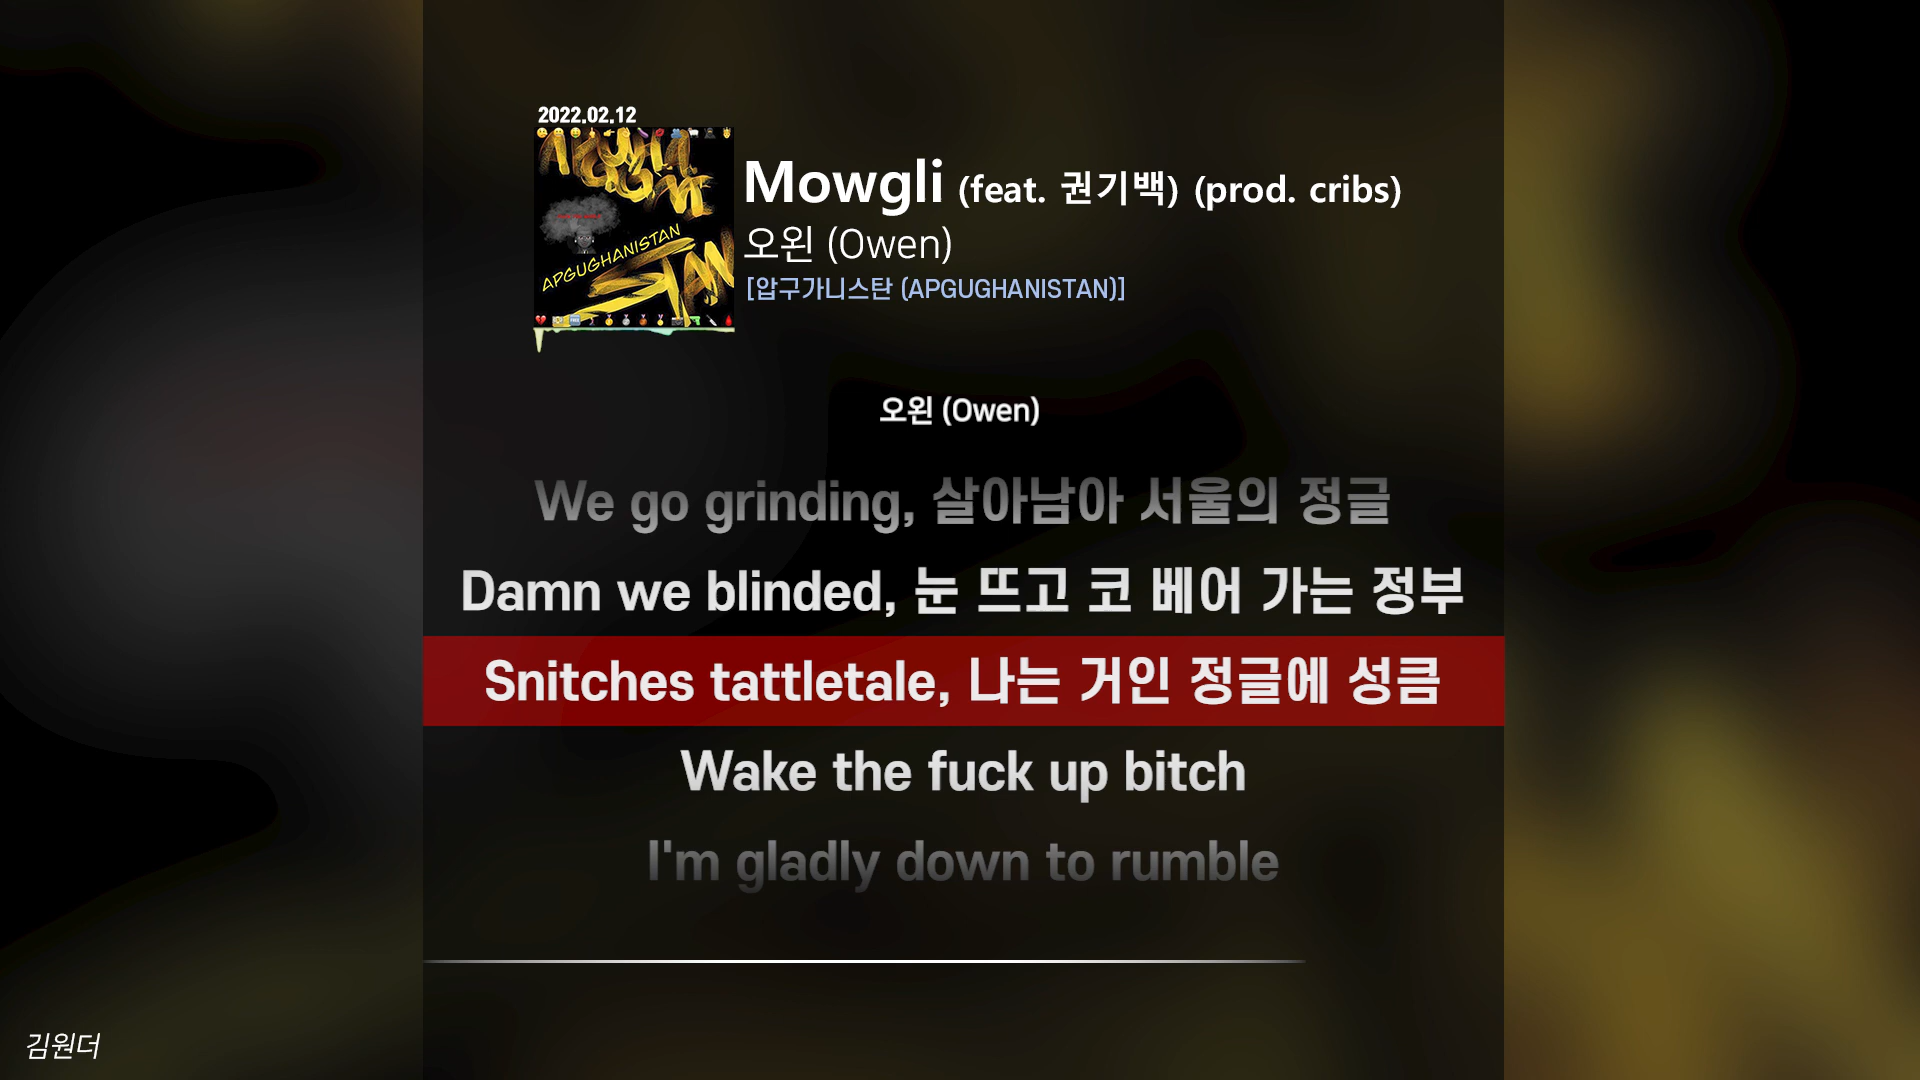 2022.02.12
APGUGHANISTAN
Mowgli (feat. 권기백) (prod. cribs)
오왼 (Owen)
[압구가니스탄 (APGUGHANISTAN)]
오왼 (Owen)
We go grinding, 살아남아 서울의 정글
Damn we blinded, 눈 뜨고 코 베어 가는 정부
Snitches tattletale, 나는 거인 정글에 성큼
Wake the fuck up bitch
I'm gladly down to rumble
김원더